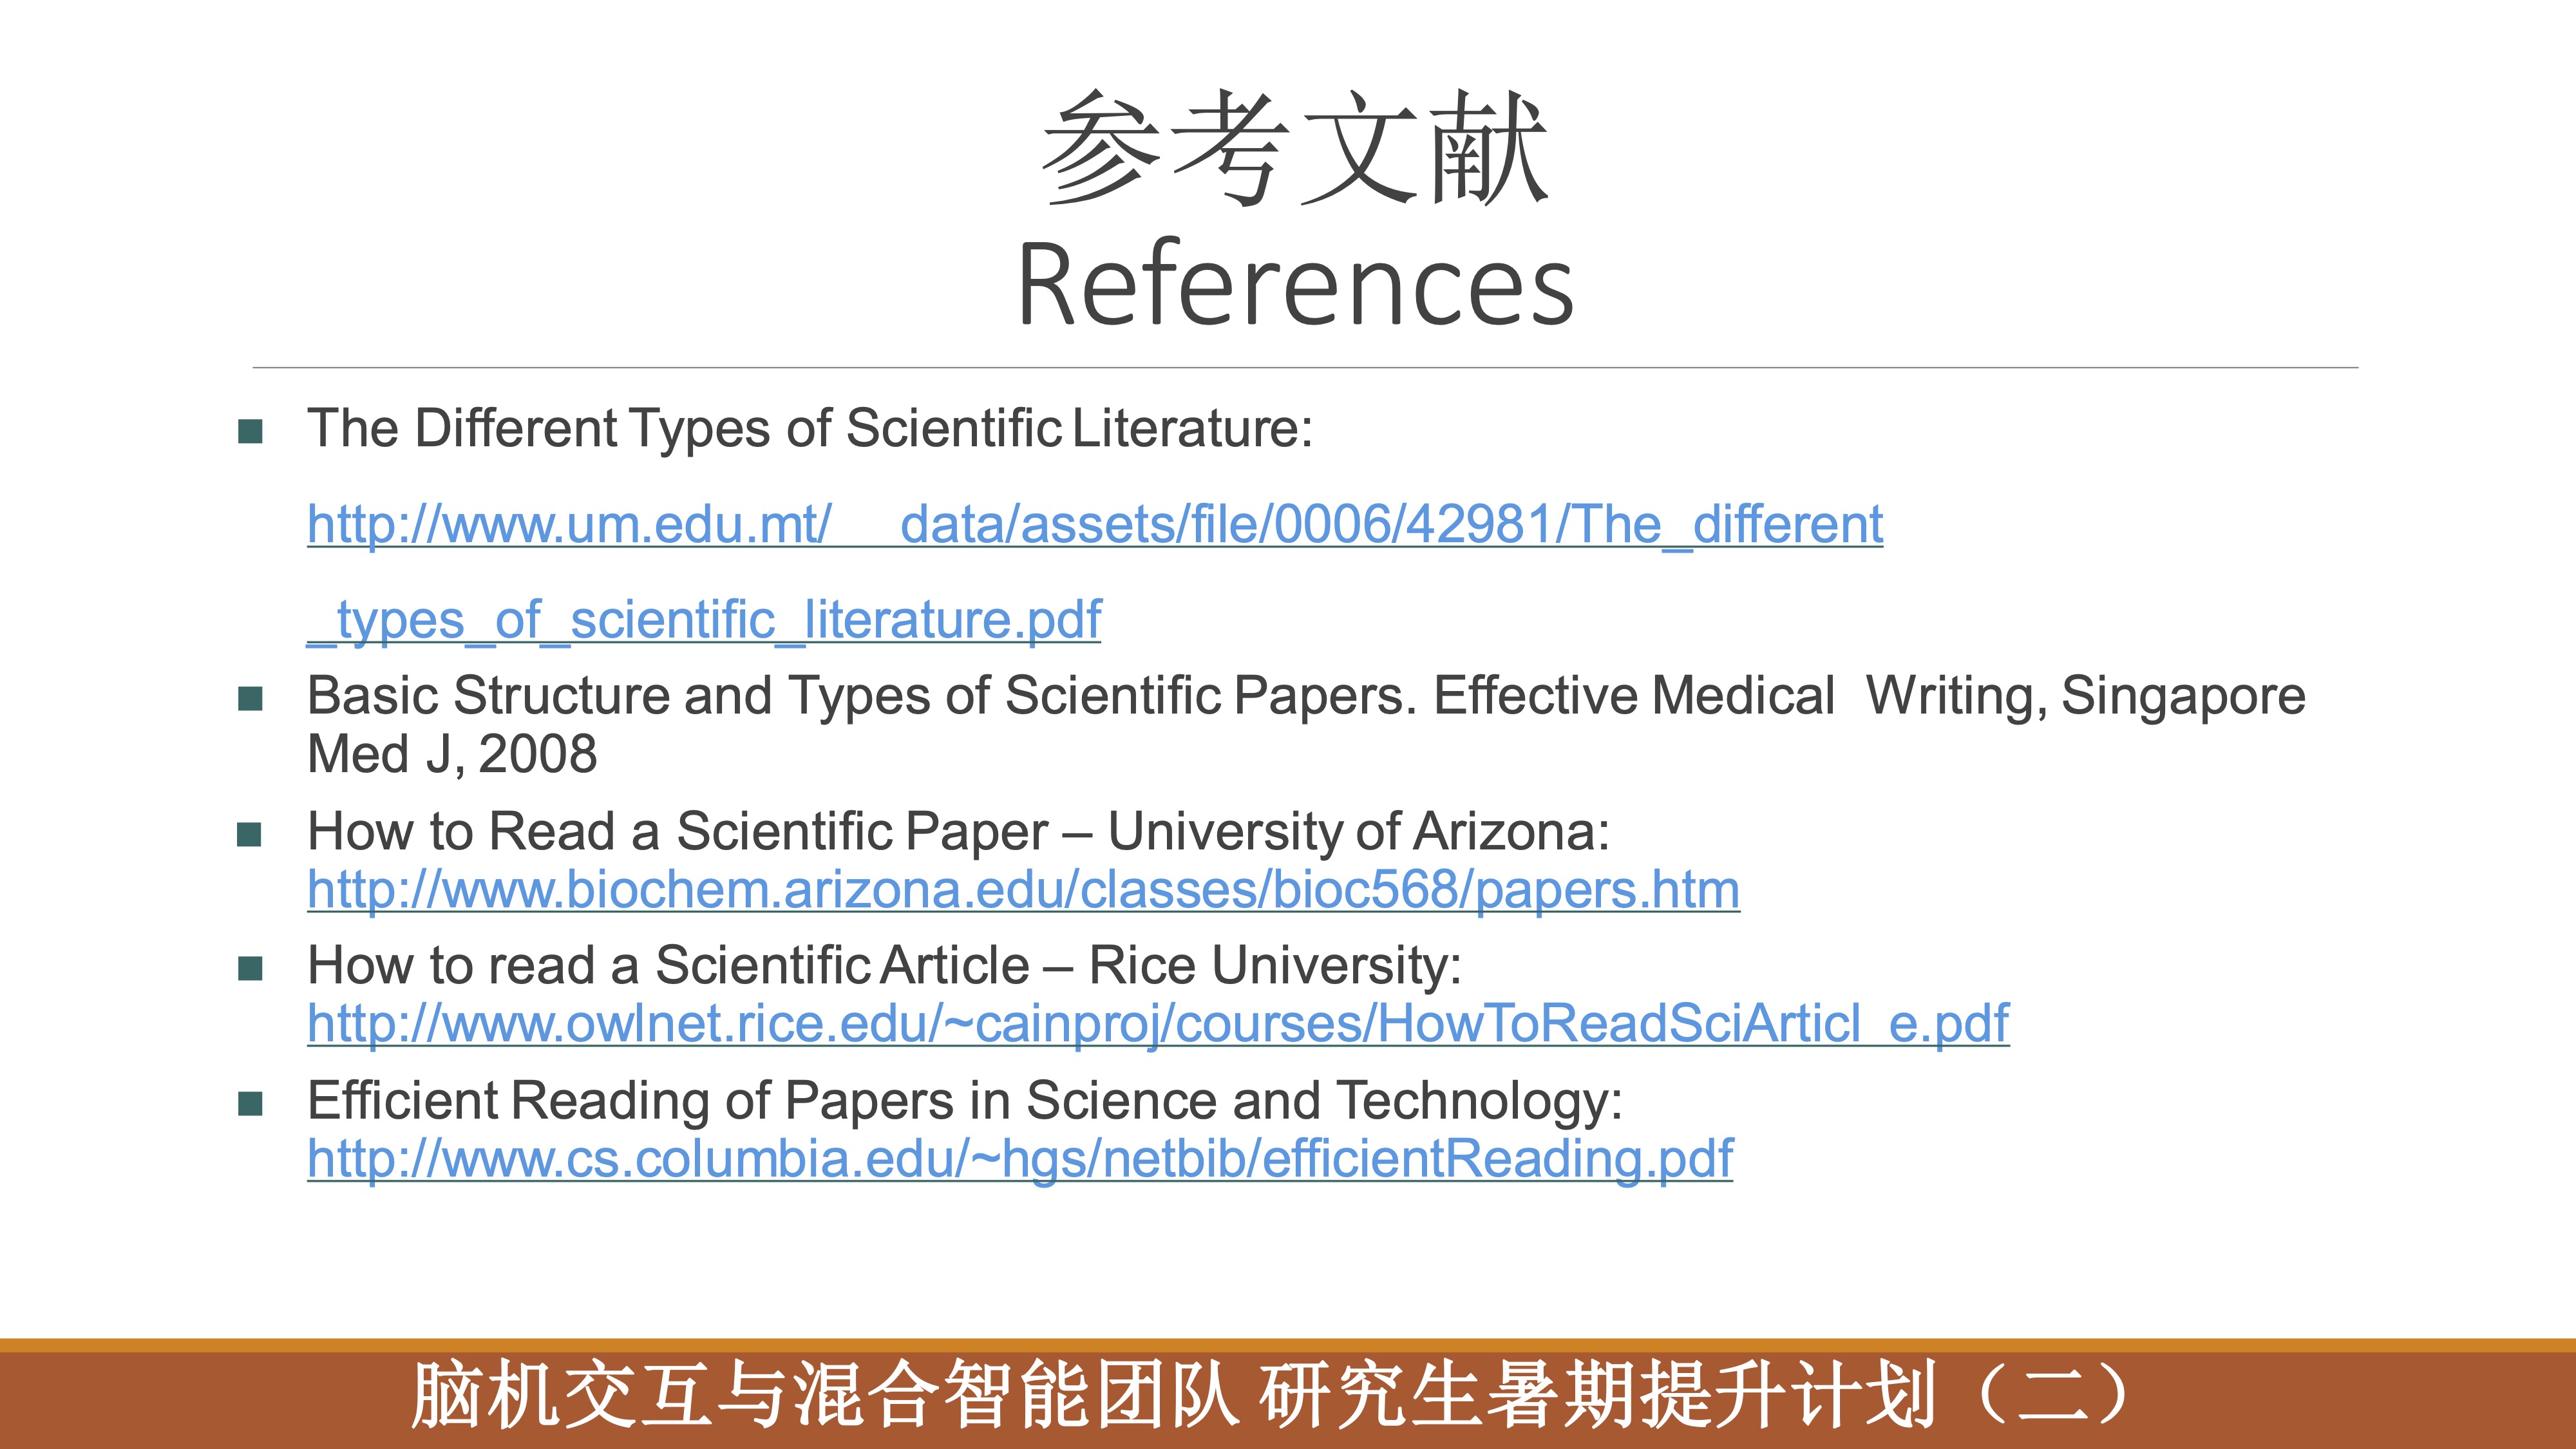 参考文献
References
The Different Types of Scientific Literature:
http://www.um.edu.mt/__data/assets/file/0006/42981/The_different
_types_of_scientific_literature.pdf
Basic Structure and Types of Scientific Papers. Effective Medical Writing, Singapore
Med J, 2008
How to Read a Scientific Paper – University of Arizona:
http://www.biochem.arizona.edu/classes/bioc568/papers.htm
How to read a Scientific Article – Rice University:
http://www.owlnet.rice.edu/~cainproj/courses/HowToReadSciArticl e.pdf
Efficient Reading of Papers in Science and Technology:
http://www.cs.columbia.edu/~hgs/netbib/efficientReading.pdf
脑机交互与混合智能团队 研究生暑期提升计划（二）